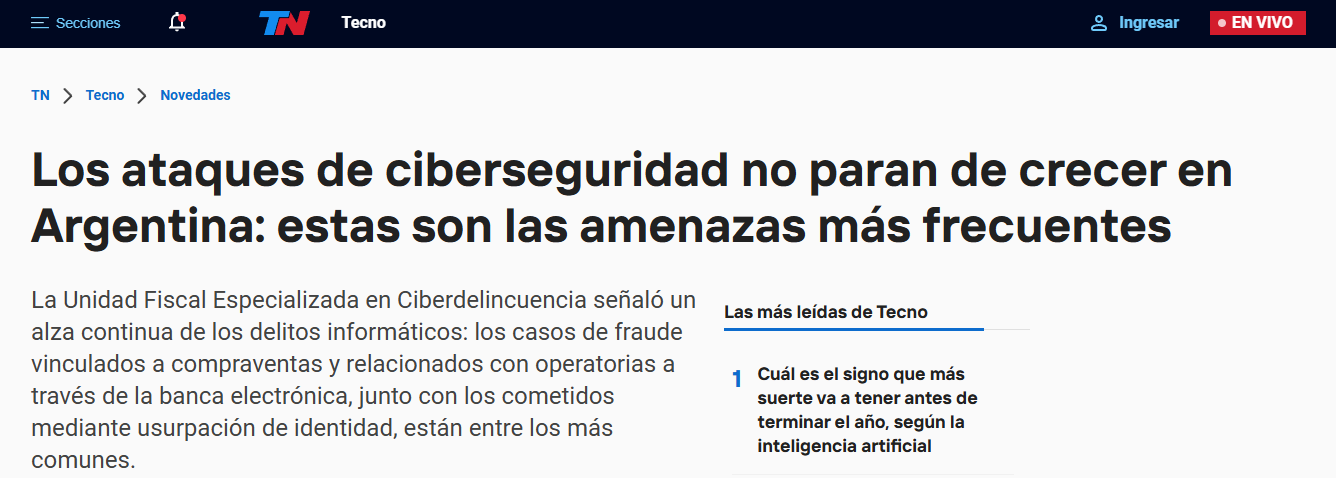 Secciones
TN
Tecno
Ingresar
EN VIVO
TN
Tecno
Novedades
Los ataques de ciberseguridad no paran de crecer en
Argentina: estas son las amenazas más frecuentes
La Unidad Fiscal Especializada en Ciberdelincuencia señaló un
alza continua de los delitos informáticos: los casos de fraude
vinculados a compraventas y relacionados con operatorias a
través de la banca electrónica, junto con los cometidos
mediante usurpación de identidad, están entre los más
comunes.
Las más leídas de Tecno
1
Cuál es el signo que más
suerte va a tener antes de
terminar el año, según la
inteligencia artificial